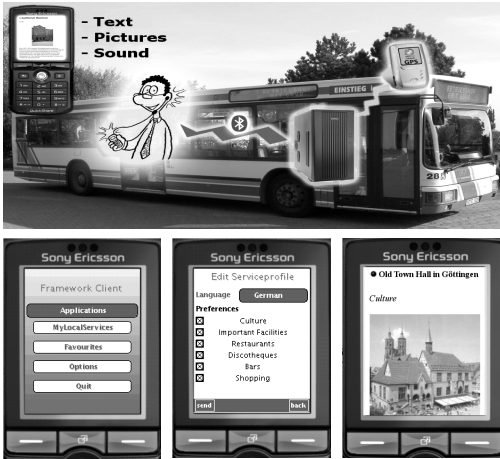 - Text
- Pictures
- Sound
EINSTIEG
28
Sony Ericsson
Framework Client
Applications
MyLocalServices
Favourites
Options
Quit
Sony Ericsson
Edit Serviceprofile
Language German
Preferences
Culture
Important Facilities
Restaurants
Discotheques
Bars
Shopping
send back
Sony Ericsson
Old Town Hall in Göttingen
Culture